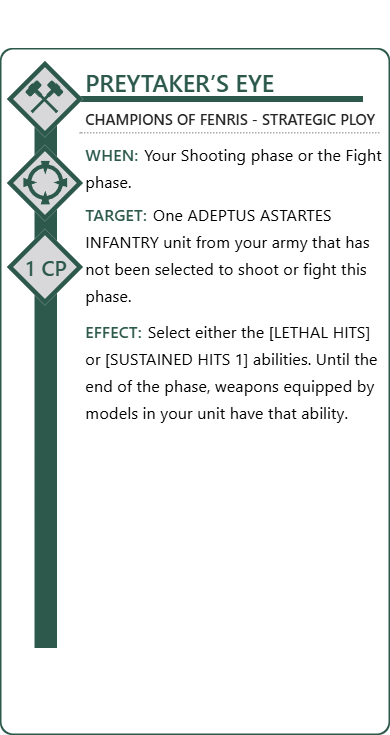 PREYTAKER’S EYE
CHAMPIONS OF FENRIS - STRATEGIC PLOY
WHEN: Your Shooting phase or the Fight
phase.
TARGET: One ADEPTUS ASTARTES
INFANTRY unit from your army that has
1 CP not been selected to shoot or fight this
phase.
EFFECT: Select either the [LETHAL HITS]
or [SUSTAINED HITS 1] abilities. Until the
end of the phase, weapons equipped by
models in your unit have that ability.